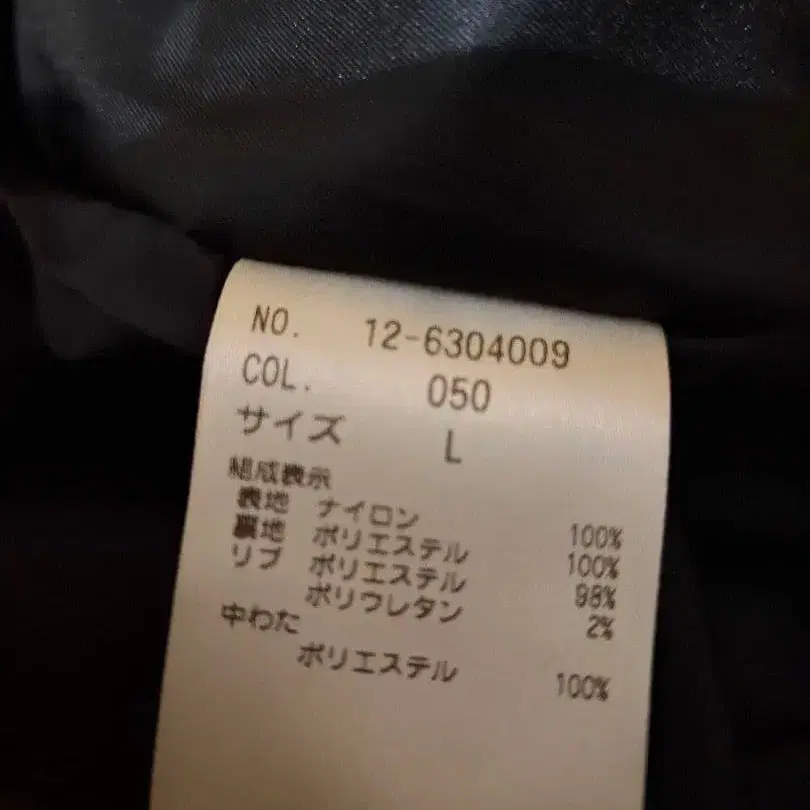 NO. 12-6304009
COL. 050
サイズ L
組成表示
表地 ナイロン 100%
裏地 ポリエステル 100%
リブ ポリエステル 98%
ポリウレタン 2%
中わた
ポリエステル 100%